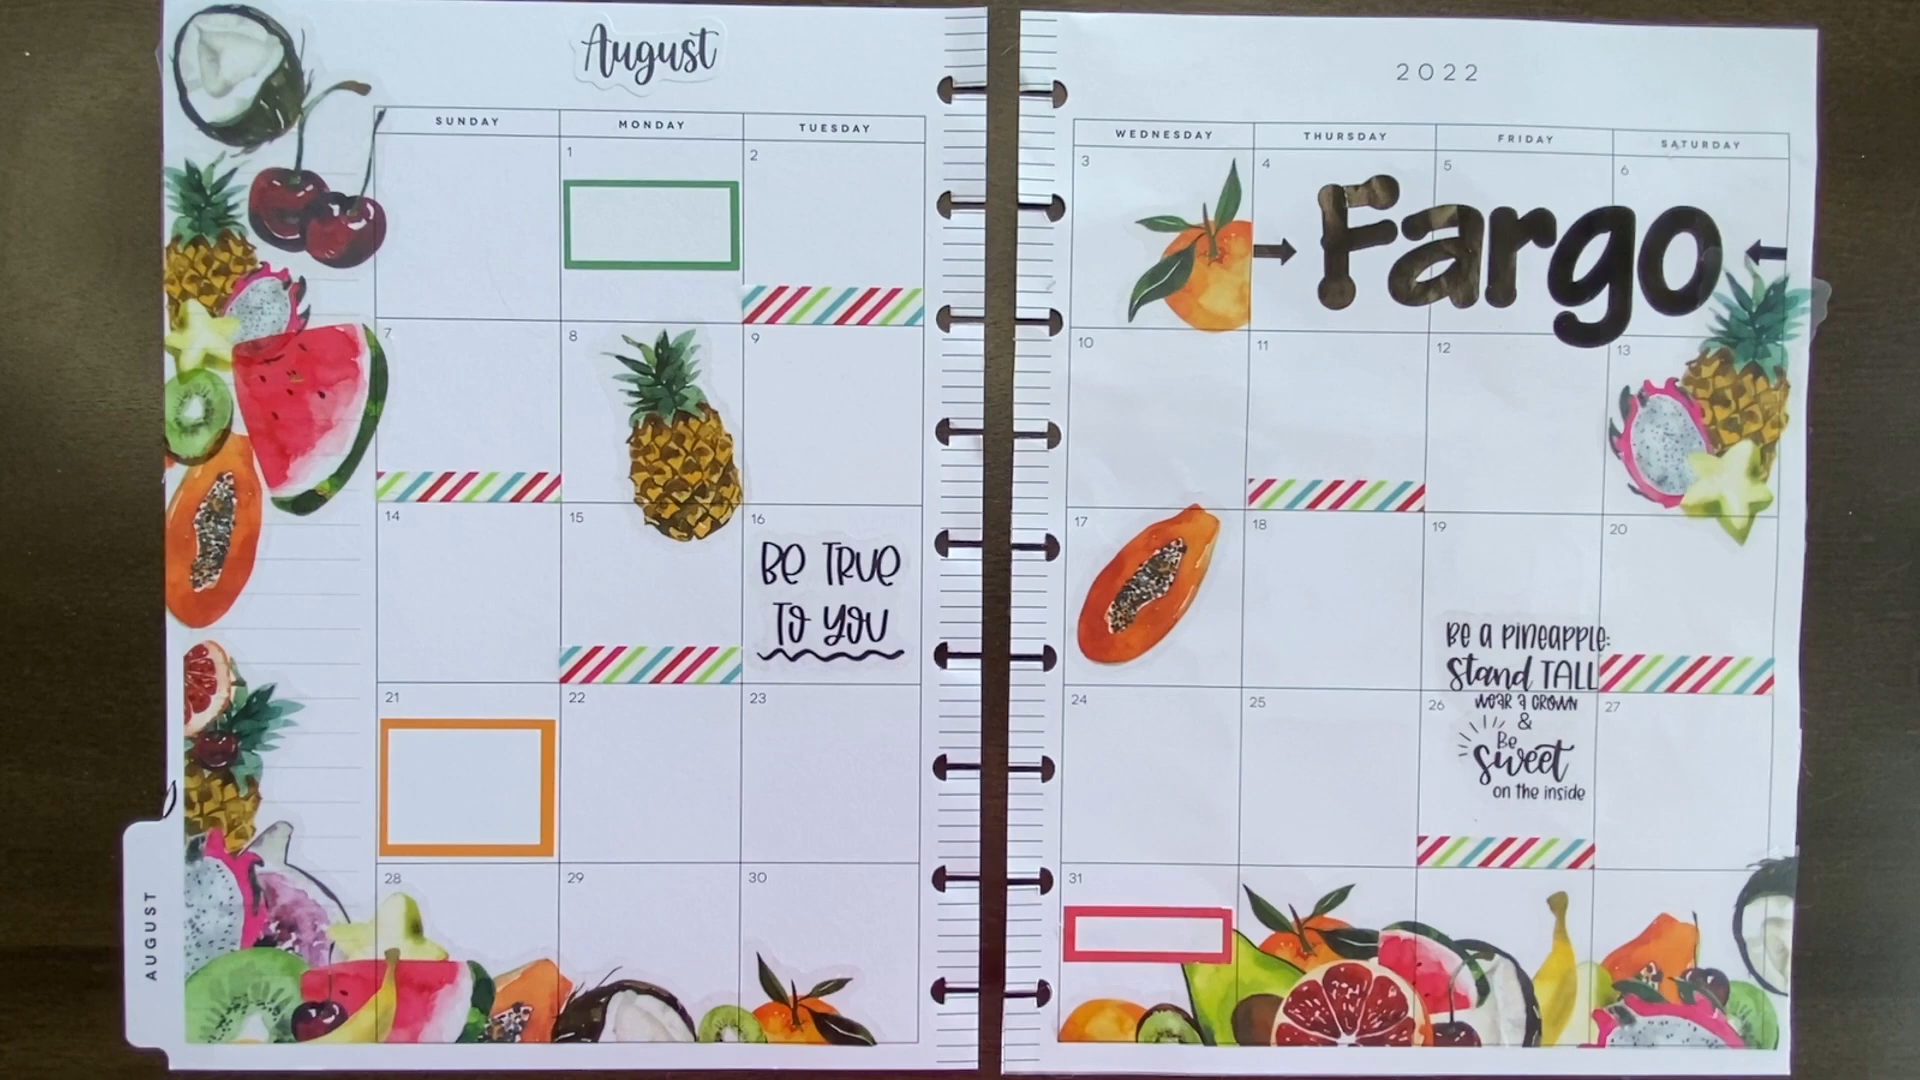 August
2022
SUNDAY MONDAY TUESDAY WEDNESDAY THURSDAY FRIDAY SATURDAY
1 2 3 4 5 6
Fargo
7 8 9 10 11 12 13
14 15 16 17 18 19 20
Be TRUe
To you
Be a Pineapple:
Stand TALL
wear a crown
&
Be
Sweet
on the inside
21 22 23 24 25 26 27
28 29 30 31
AUGUST